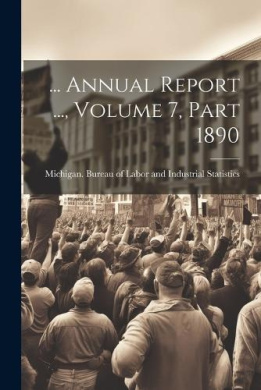 ... Annual Report
..., Volume 7, Part
1890
Michigan. Bureau of Labor and Industrial Statistics